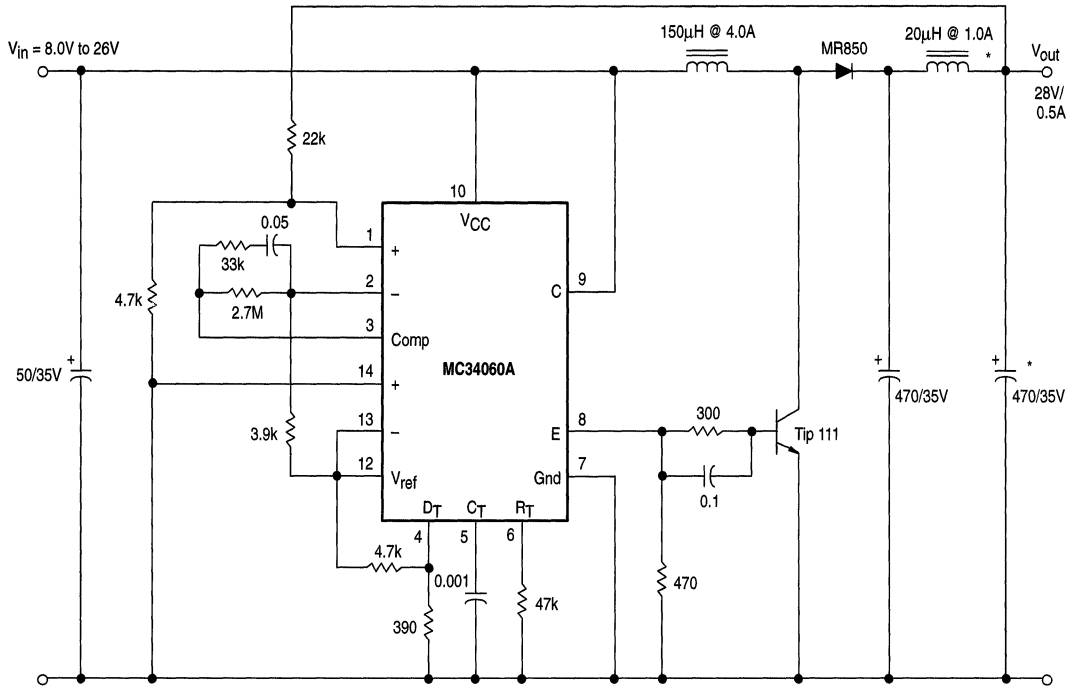 150µH @ 4.0A
20µH @ 1.0A
Vin = 8.0V to 26V
MR850
*
Vout
28V/
0.5A
22k
10
VCC
0.05
1
+
33k
2
–
9
C
4.7k
2.7M
3
Comp
50/35V
+
14
+
MC34060A
+
470/35V
+
*
470/35V
13
–
3.9k
8
E
300
Tip 111
12
Vref
7
Gnd
0.1
DT
CT
RT
4
5
6
4.7k
0.001
470
390
47k